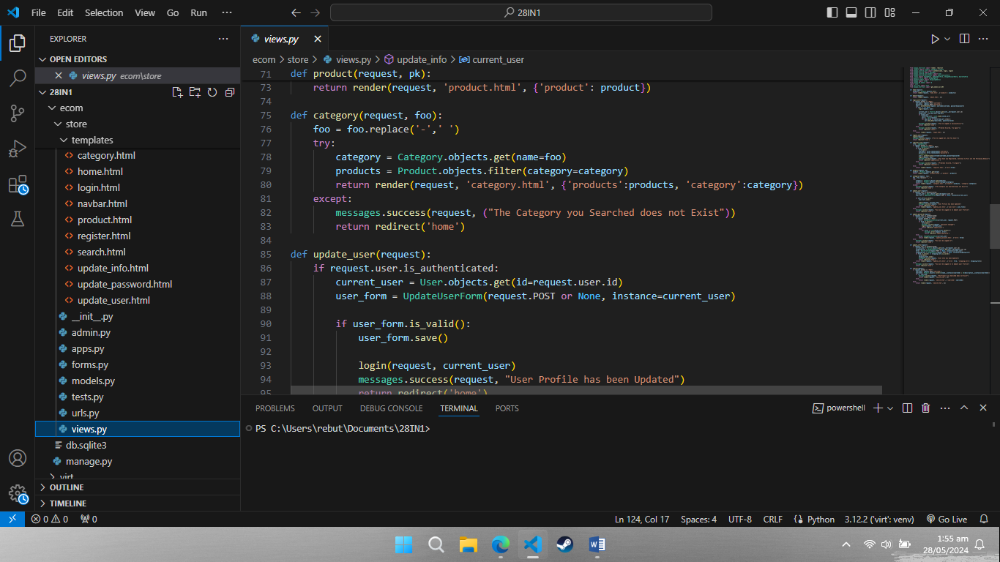 File Edit Selection View Go Run ··· 28IN1
EXPLORER ···
OPEN EDITORS
views.py ecom\store
28IN1
ecom
store
templates
category.html
home.html
login.html
navbar.html
product.html
register.html
search.html
update_info.html
update_password.html
update_user.html
__init__.py
admin.py
apps.py
forms.py
models.py
tests.py
urls.py
views.py
db.sqlite3
manage.py
virt
OUTLINE
TIMELINE
views.py
ecom > store > views.py > update_info > current_user
71 def product(request, pk):
73     return render(request, 'product.html', {'product': product})
74
75 def category(request, foo):
76     foo = foo.replace('-',' ')
77     try:
78         category = Category.objects.get(name=foo)
79         products = Product.objects.filter(category=category)
80         return render(request, 'category.html', {'products':products, 'category':category})
81     except:
82         messages.success(request, ("The Category you Searched does not Exist"))
83         return redirect('home')
84
85 def update_user(request):
86     if request.user.is_authenticated:
87         current_user = User.objects.get(id=request.user.id)
88         user_form = UpdateUserForm(request.POST or None, instance=current_user)
89
90         if user_form.is_valid():
91             user_form.save()
92
93             login(request, current_user)
94             messages.success(request, "User Profile has been Updated")
95             return redirect('home')
PROBLEMS OUTPUT DEBUG CONSOLE TERMINAL PORTS powershell
PS C:\Users\rebut\Documents\28IN1>
0 0 0 Ln 124, Col 17 Spaces: 4 UTF-8 CRLF Python 3.12.2 ('virt': venv) Go Live
1:55 am
28/05/2024